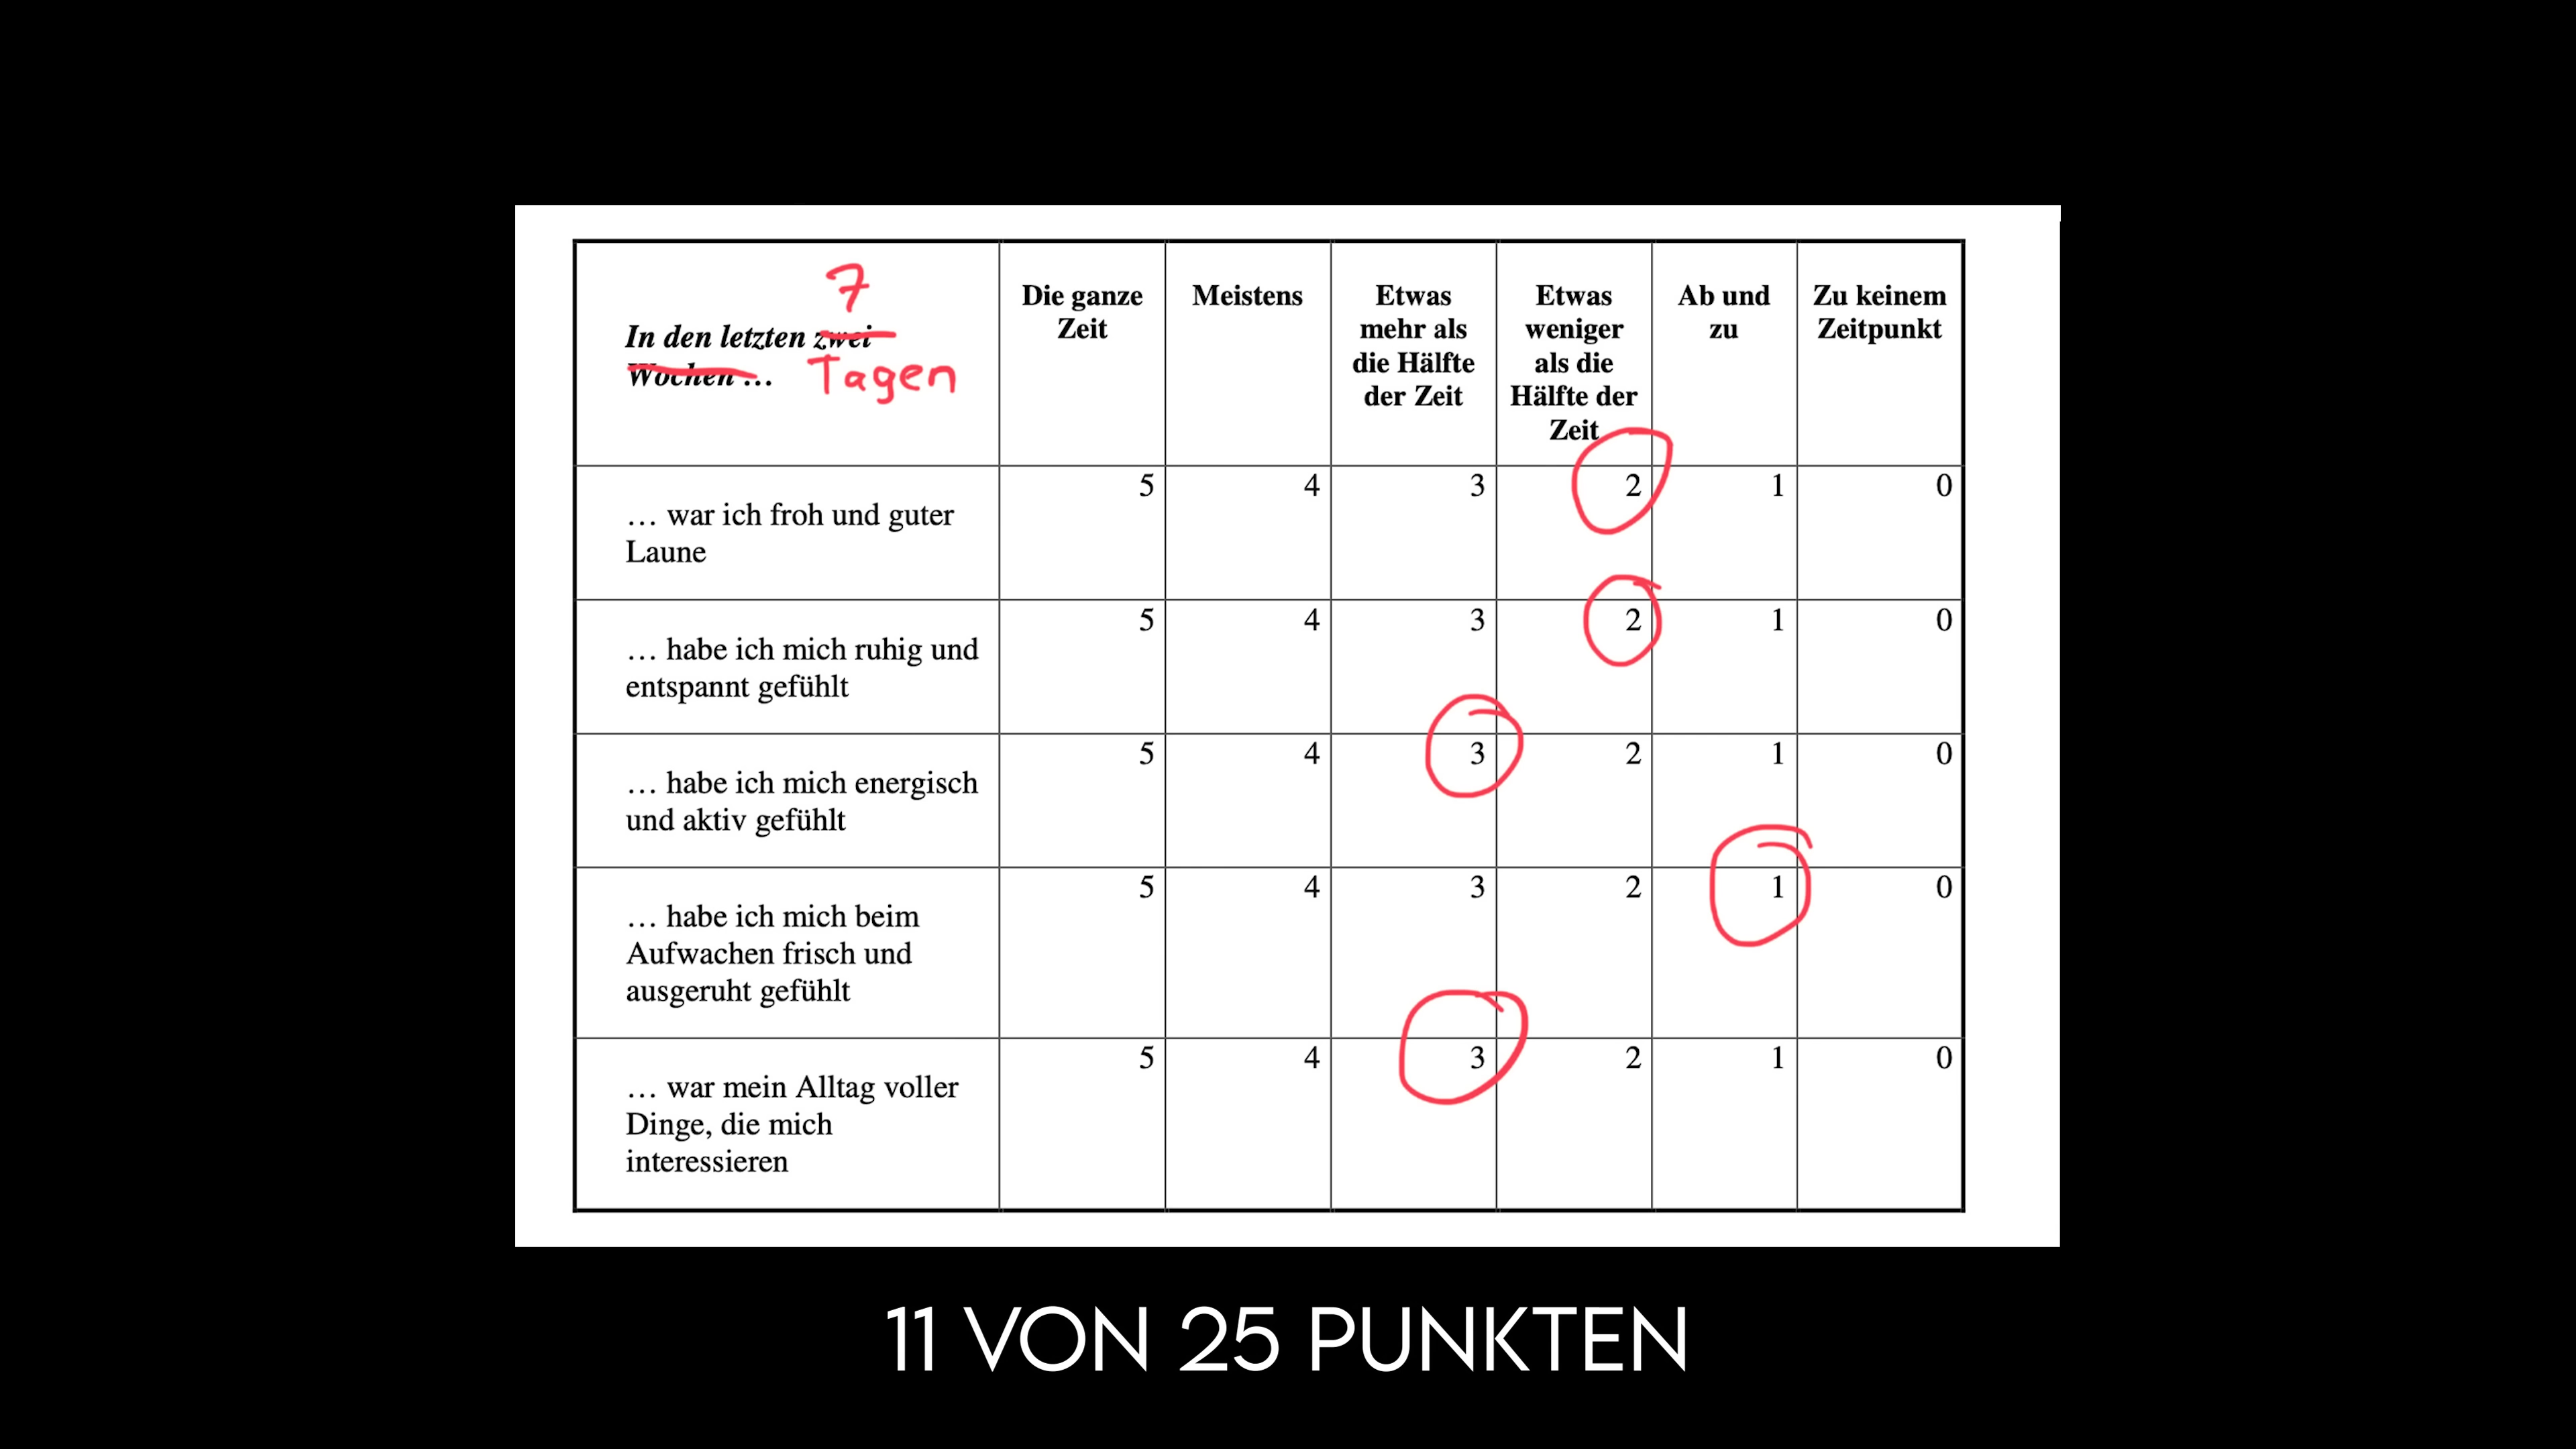 7
In den letzten zwei
Wochen … Tagen
Die ganze
Zeit
Meistens
Etwas
mehr als
die Hälfte
der Zeit
Etwas
weniger
als die
Hälfte der
Zeit
Ab und
zu
Zu keinem
Zeitpunkt
5 4 3 2 1 0
… war ich froh und guter
Laune
5 4 3 2 1 0
… habe ich mich ruhig und
entspannt gefühlt
5 4 3 2 1 0
… habe ich mich energisch
und aktiv gefühlt
5 4 3 2 1 0
… habe ich mich beim
Aufwachen frisch und
ausgeruht gefühlt
5 4 3 2 1 0
… war mein Alltag voller
Dinge, die mich
interessieren
11 VON 25 PUNKTEN